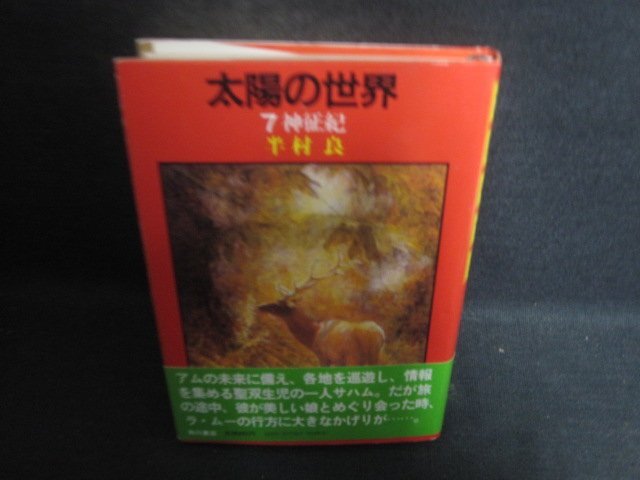 太陽の世界
7 神征紀
半村 良
アムの未来に備え、各地を巡遊し、情報
を集める聖双生児の一人サハム。だが旅
の途中、彼が美しい娘とめぐり会った時、
ラ・ムーの行方に大きなかげりが……。
角川書店